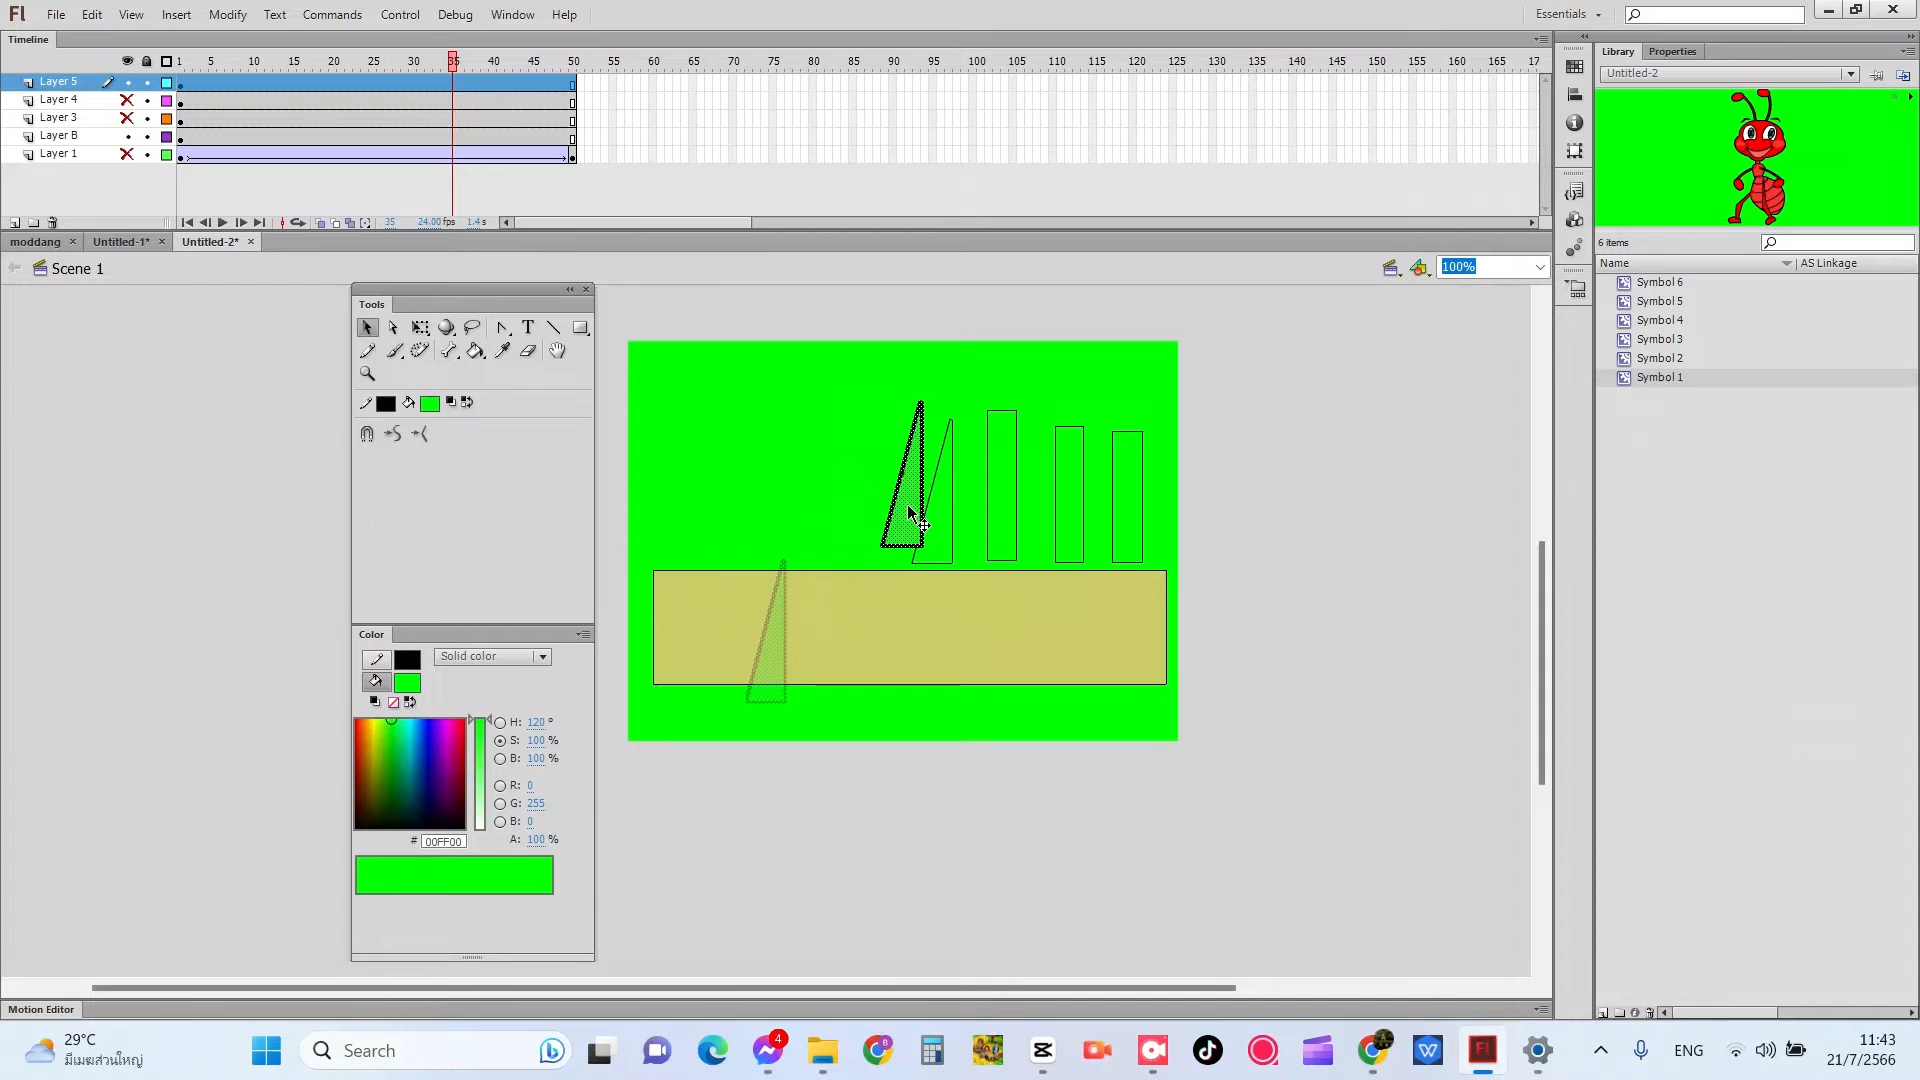 Fl File Edit View Insert Modify Text Commands Control Debug Window Help Essentials
Timeline
1 5 10 15 20 25 30 35 40 45 50 55 60 65 70 75 80 85 90 95 100 105 110 115 120 125 130 135 140 145 150 155 160 165 17
Layer 5
Layer 4
Layer 3
Layer B
Layer 1
35 24.00 fps 1.4 s
moddang Untitled-1* Untitled-2*
Scene 1
100%
Tools
T
Color
Solid color
H: 120 °
S: 100 %
B: 100 %
R: 0
G: 255
B: 0
# 00FF00
A: 100 %
Motion Editor
Library Properties
Untitled-2
6 items
Name AS Linkage
Symbol 6
Symbol 5
Symbol 4
Symbol 3
Symbol 2
Symbol 1
29°C
มีเมฆส่วนใหญ่
Search
4
ENG
11:43
21/7/2566